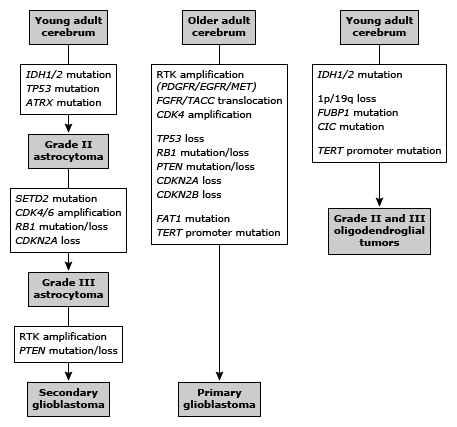 Young adult
cerebrum
IDH1/2 mutation
TP53 mutation
ATRX mutation
Grade II
astrocytoma
SETD2 mutation
CDK4/6 amplification
RB1 mutation/loss
CDKN2A loss
Grade III
astrocytoma
RTK amplification
PTEN mutation/loss
Secondary
glioblastoma
Older adult
cerebrum
RTK amplification
(PDGFR/EGFR/MET)
FGFR/TACC translocation
CDK4 amplification
TP53 loss
RB1 mutation/loss
PTEN mutation/loss
CDKN2A loss
CDKN2B loss
FAT1 mutation
TERT promoter mutation
Primary
glioblastoma
Young adult
cerebrum
IDH1/2 mutation
1p/19q loss
FUBP1 mutation
CIC mutation
TERT promoter mutation
Grade II and III
oligodendroglial
tumors